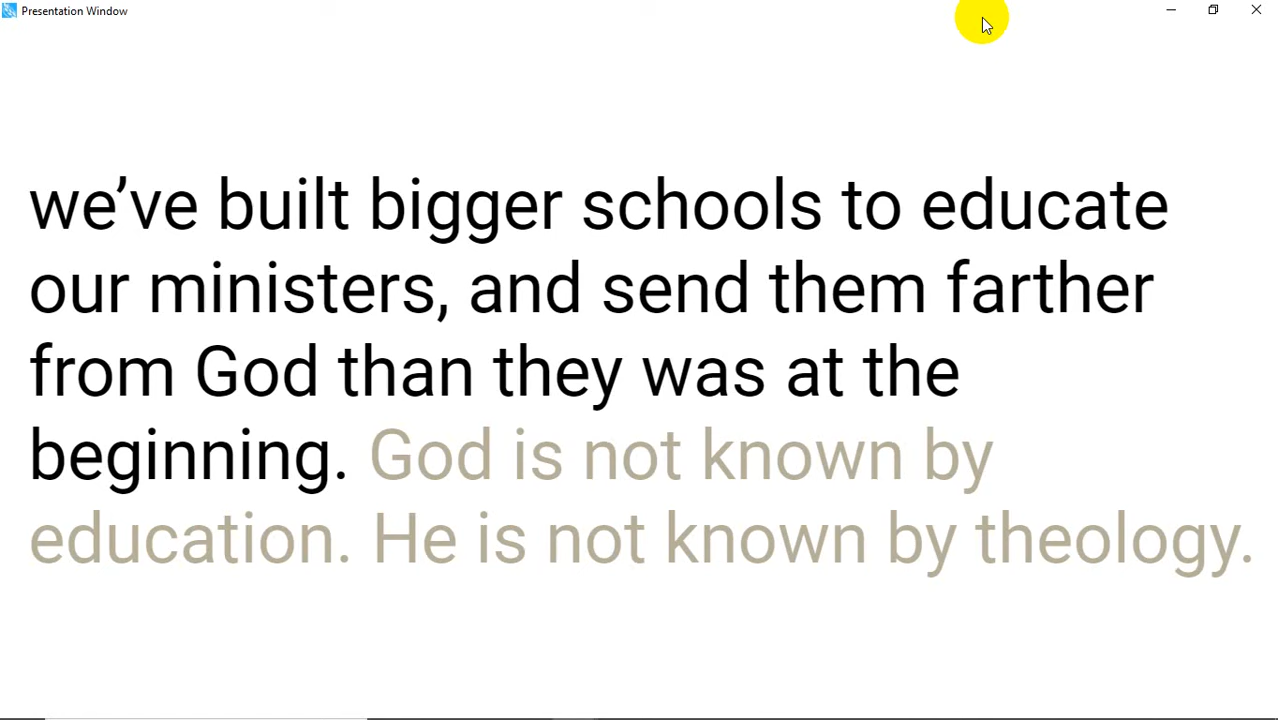 Presentation Window
we’ve built bigger schools to educate
our ministers, and send them farther
from God than they was at the
beginning. God is not known by
education. He is not known by theology.